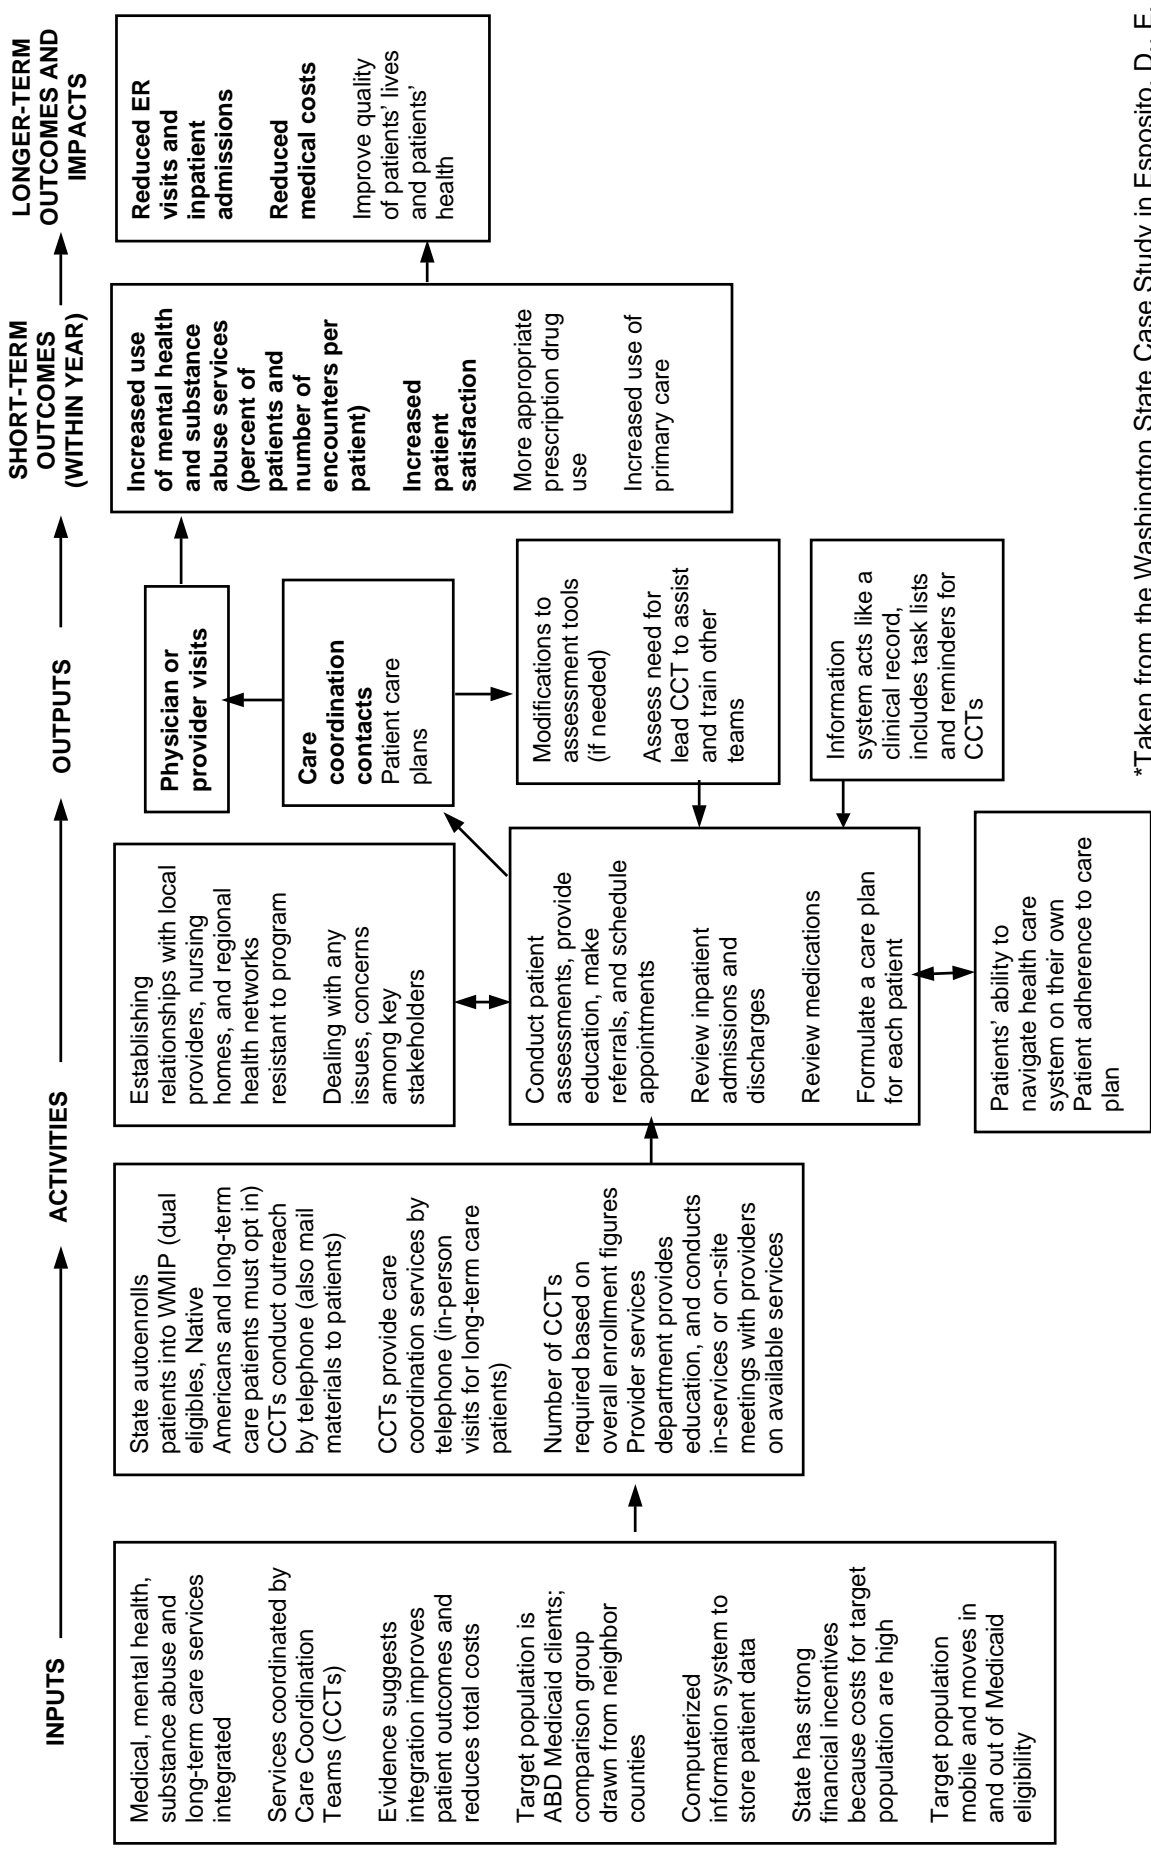 INPUTS
ACTIVITIES
OUTPUTS
SHORT-TERM
OUTCOMES
(WITHIN YEAR)
LONGER-TERM
OUTCOMES AND
IMPACTS
Medical, mental health,
substance abuse and
long-term care services
integrated
Services coordinated by
Care Coordination
Teams (CCTs)
Evidence suggests
integration improves
patient outcomes and
reduces total costs
Target population is
ABD Medicaid clients;
comparison group
drawn from neighbor
counties
Computerized
information system to
store patient data
State has strong
financial incentives
because costs for target
population are high
Target population
mobile and moves in
and out of Medicaid
eligibility
State autoenrolls
patients into WMIP (dual
eligibles, Native
Americans and long-term
care patients must opt in)
CCTs conduct outreach
by telephone (also mail
materials to patients)
CCTs provide care
coordination services by
telephone (in-person
visits for long-term care
patients)
Number of CCTs
required based on
overall enrollment figures
Provider services
department provides
education, and conducts
in-services or on-site
meetings with providers
on available services
Establishing
relationships with local
providers, nursing
homes, and regional
health networks
resistant to program
Dealing with any
issues, concerns
among key
stakeholders
Conduct patient
assessments, provide
education, make
referrals, and schedule
appointments
Review inpatient
admissions and
discharges
Review medications
Formulate a care plan
for each patient
Patients' ability to
navigate health care
system on their own
Patient adherence to care
plan
Physician or
provider visits
Care
coordination
contacts
Patient care
plans
Modifications to
assessment tools
(if needed)
Assess need for
lead CCT to assist
and train other
teams
Information
system acts like a
clinical record,
includes task lists
and reminders for
CCTs
Increased use
of mental health
and substance
abuse services
(percent of
patients and
number of
encounters per
patient)
Increased
patient
satisfaction
More appropriate
prescription drug
use
Increased use of
primary care
Reduced ER
visits and
inpatient
admissions
Reduced
medical costs
Improve quality
of patients' lives
and patients'
health
*Taken from the Washington State Case Study in Esposito, D., E.